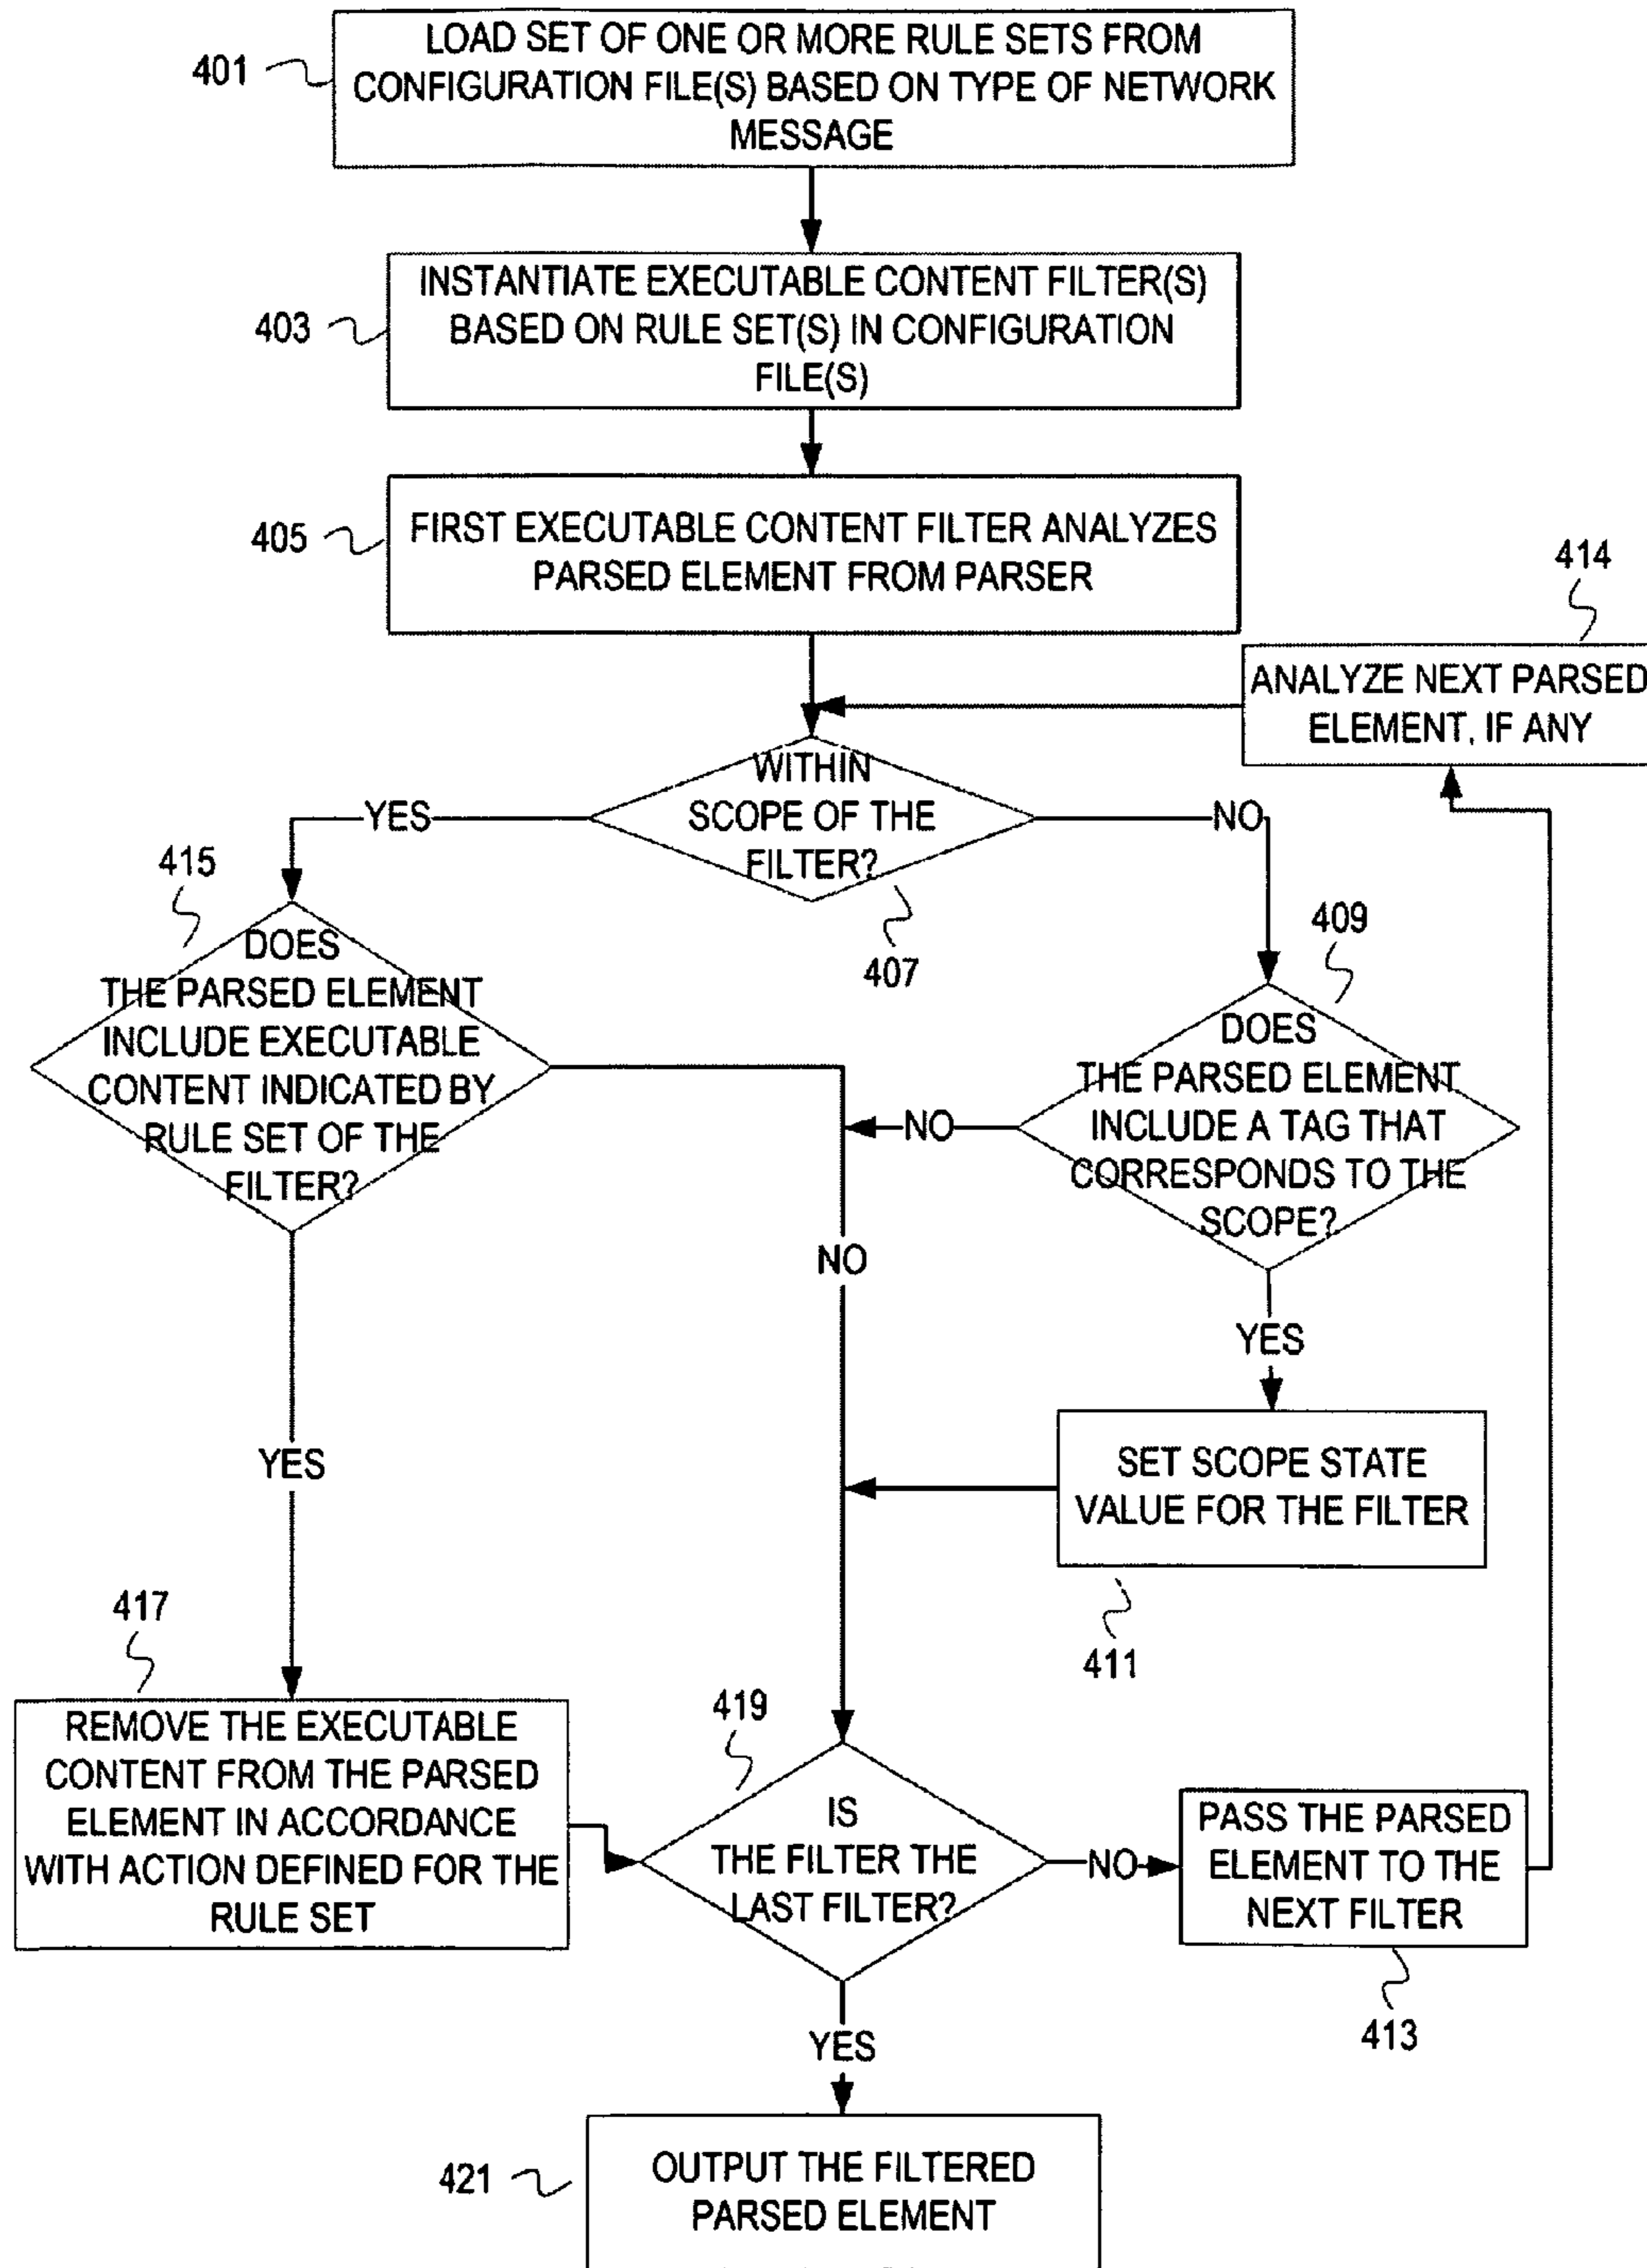 LOAD SET OF ONE OR MORE RULE SETS FROM
CONFIGURATION FILE(S) BASED ON TYPE OF NETWORK
MESSAGE
401
INSTANTIATE EXECUTABLE CONTENT FILTER(S)
BASED ON RULE SET(S) IN CONFIGURATION
FILE(S)
403
FIRST EXECUTABLE CONTENT FILTER ANALYZES
PARSED ELEMENT FROM PARSER
405
414
ANALYZE NEXT PARSED
ELEMENT, IF ANY
WITHIN
SCOPE OF THE
FILTER?
407
YES
NO
415
DOES
THE PARSED ELEMENT
INCLUDE EXECUTABLE
CONTENT INDICATED BY
RULE SET OF THE
FILTER?
409
DOES
THE PARSED ELEMENT
INCLUDE A TAG THAT
CORRESPONDS TO THE
SCOPE?
NO
NO
YES
YES
SET SCOPE STATE
VALUE FOR THE FILTER
411
417
REMOVE THE EXECUTABLE
CONTENT FROM THE PARSED
ELEMENT IN ACCORDANCE
WITH ACTION DEFINED FOR THE
RULE SET
419
IS
THE FILTER THE
LAST FILTER?
NO
PASS THE PARSED
ELEMENT TO THE
NEXT FILTER
413
YES
421
OUTPUT THE FILTERED
PARSED ELEMENT